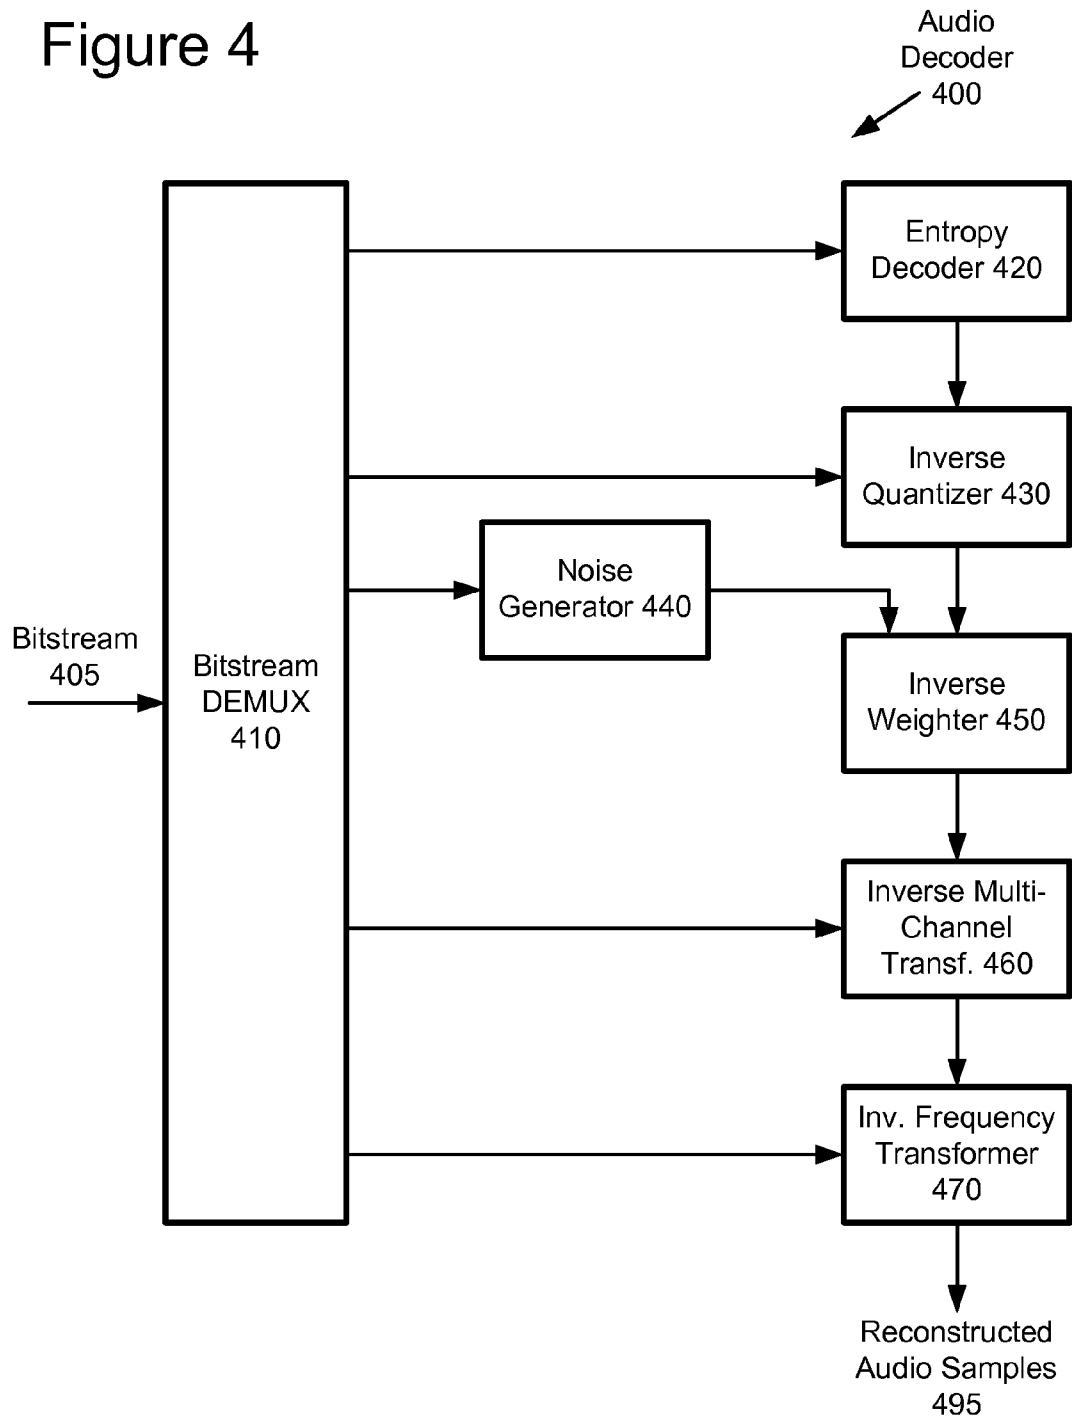 Figure 4
Audio
Decoder
400
Entropy
Decoder 420
Inverse
Quantizer 430
Noise
Generator 440
Bitstream
405
Bitstream
DEMUX
410
Inverse
Weighter 450
Inverse Multi-
Channel
Transf. 460
Inv. Frequency
Transformer
470
Reconstructed
Audio Samples
495